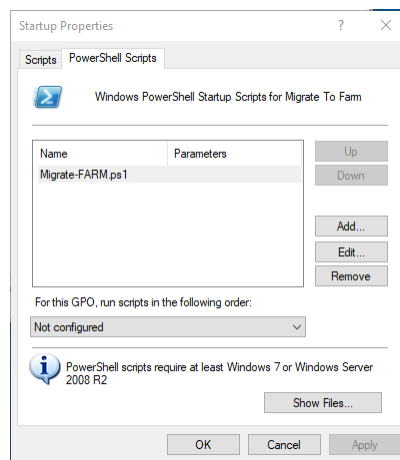 Startup Properties ? ×
Scripts PowerShell Scripts
Windows PowerShell Startup Scripts for Migrate To Farm
Name Parameters Up
Migrate-FARM.ps1 Down
Add...
Edit...
Remove
For this GPO, run scripts in the following order:
Not configured
PowerShell scripts require at least Windows 7 or Windows Server
2008 R2
Show Files...
OK Cancel Apply